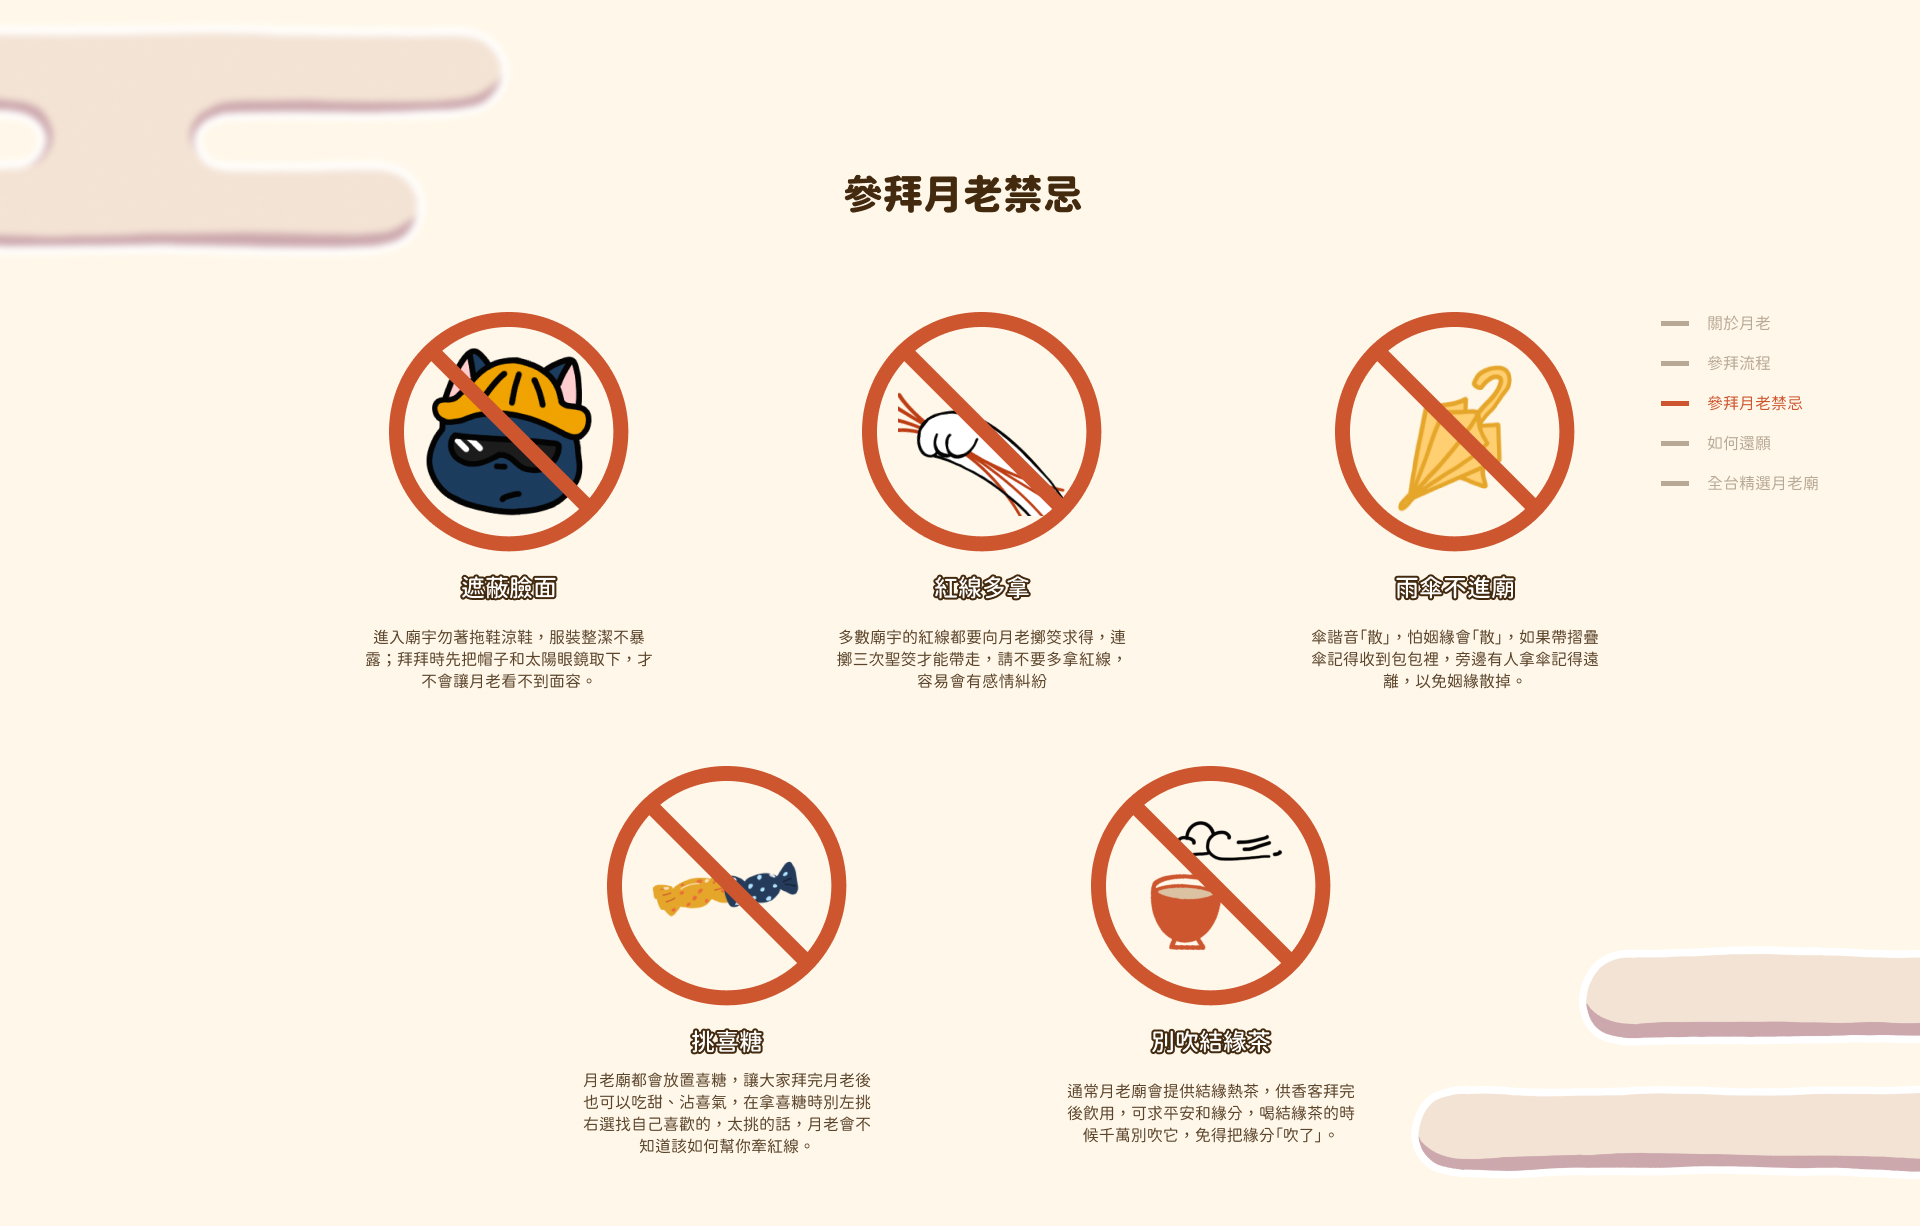 參拜月老禁忌
關於月老
參拜流程
參拜月老禁忌
如何還願
全台精選月老廟
遮蔽臉面
進入廟宇勿著拖鞋涼鞋，服裝整潔不暴
露；拜拜時先把帽子和太陽眼鏡取下，才
不會讓月老看不到面容。
紅線多拿
多數廟宇的紅線都要向月老擲筊求得，連
擲三次聖筊才能帶走，請不要多拿紅線，
容易會有感情糾紛
雨傘不進廟
傘諧音「散」，怕姻緣會「散」，如果帶摺疊
傘記得收到包包裡，旁邊有人拿傘記得遠
離，以免姻緣散掉。
挑喜糖
月老廟都會放置喜糖，讓大家拜完月老後
也可以吃甜、沾喜氣，在拿喜糖時別左挑
右選找自己喜歡的，太挑的話，月老會不
知道該如何幫你牽紅線。
別吹結緣茶
通常月老廟會提供結緣熱茶，供香客拜完
後飲用，可求平安和緣分，喝結緣茶的時
候千萬別吹它，免得把緣分「吹了」。